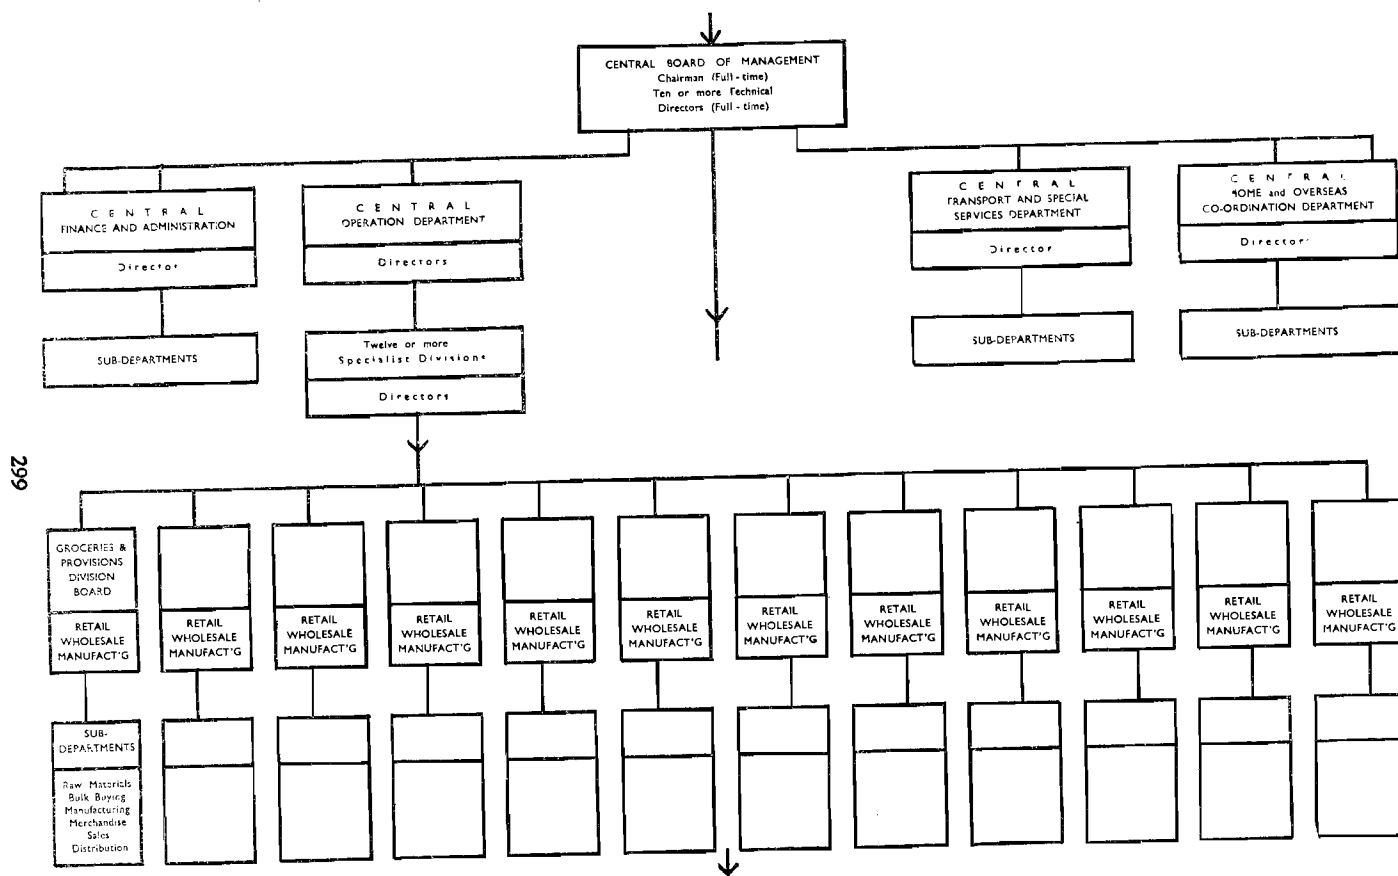 CENTRAL BOARD OF MANAGEMENT
Chairman (Full-time)
Ten or more Technical
Directors (Full-time)
CENTRAL
FINANCE AND ADMINISTRATION
Director
SUB-DEPARTMENTS
CENTRAL
OPERATION DEPARTMENT
Directors
Twelve or more
Specialist Divisions
Directors
CENTRAL
TRANSPORT AND SPECIAL
SERVICES DEPARTMENT
Director
SUB-DEPARTMENTS
CENTRAL
HOME and OVERSEAS
CO-ORDINATION DEPARTMENT
Directors
SUB-DEPARTMENTS
299
GROCERIES &
PROVISIONS
DIVISION
BOARD
RETAIL
WHOLESALE
MANUFACT'G
RETAIL
WHOLESALE
MANUFACT'G
RETAIL
WHOLESALE
MANUFACT'G
RETAIL
WHOLESALE
MANUFACT'G
RETAIL
WHOLESALE
MANUFACT'G
RETAIL
WHOLESALE
MANUFACT'G
RETAIL
WHOLESALE
MANUFACT'G
RETAIL
WHOLESALE
MANUFACT'G
RETAIL
WHOLESALE
MANUFACT'G
RETAIL
WHOLESALE
MANUFACT'G
RETAIL
WHOLESALE
MANUFACT'G
RETAIL
WHOLESALE
MANUFACT'G
SUB-
DEPARTMENTS
Raw Materials
Bulk Buying
Manufacturing
Merchandise
Sales
Distribution